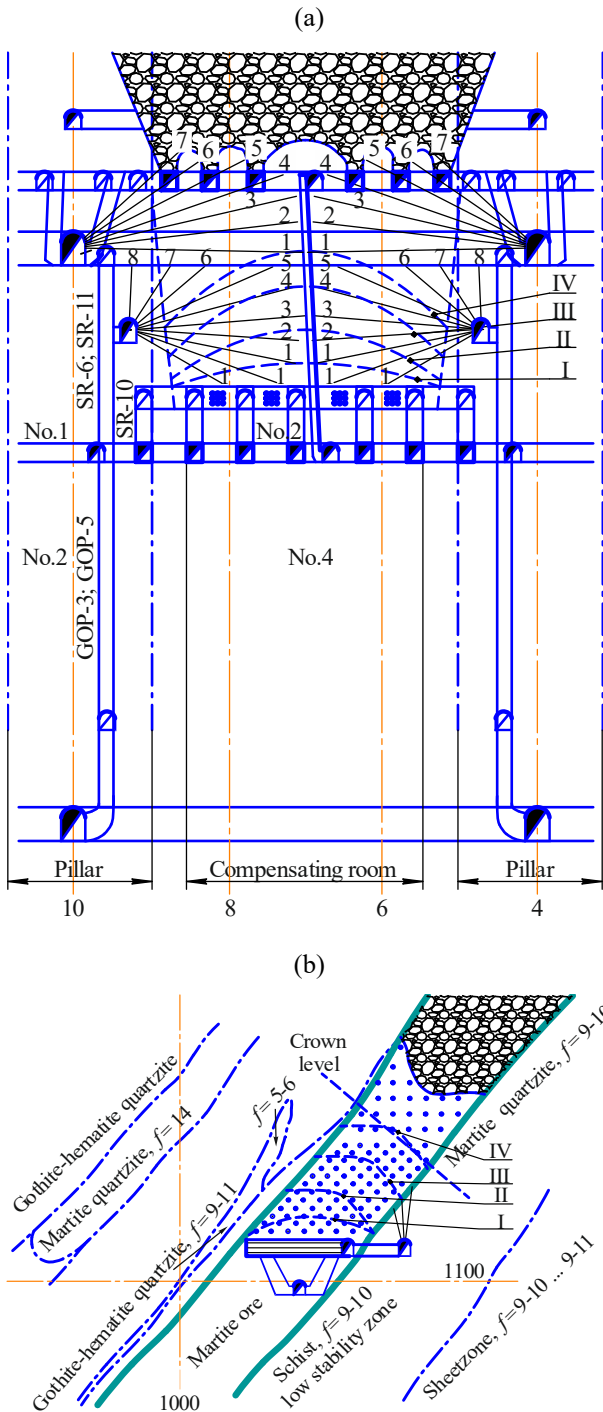 (a)
7 6 5 4 4 5 6 7
3 3
2 2
1 1
8 7 6 5 5 6 7 8
4 4
3 3
2 2
1 1
1 1 1 1
IV
III
II
I
SR-6; SR-11
SR-10
No.1
No.2
No.2
GOP-3; GOP-5
No.4
Pillar
Compensating room
Pillar
10
8
6
4
(b)
Crown
level
Gothite-hematite quartzite
Martite quartzite, f=14
f=5-6
Martite quartzite, f=9-10
IV
III
II
I
Gothite-hematite quartzite, f=9-11
Martite ore
Schist, f=9-10
low stability zone
1100
Sheetzone, f=9-10 ... 9-11
1000